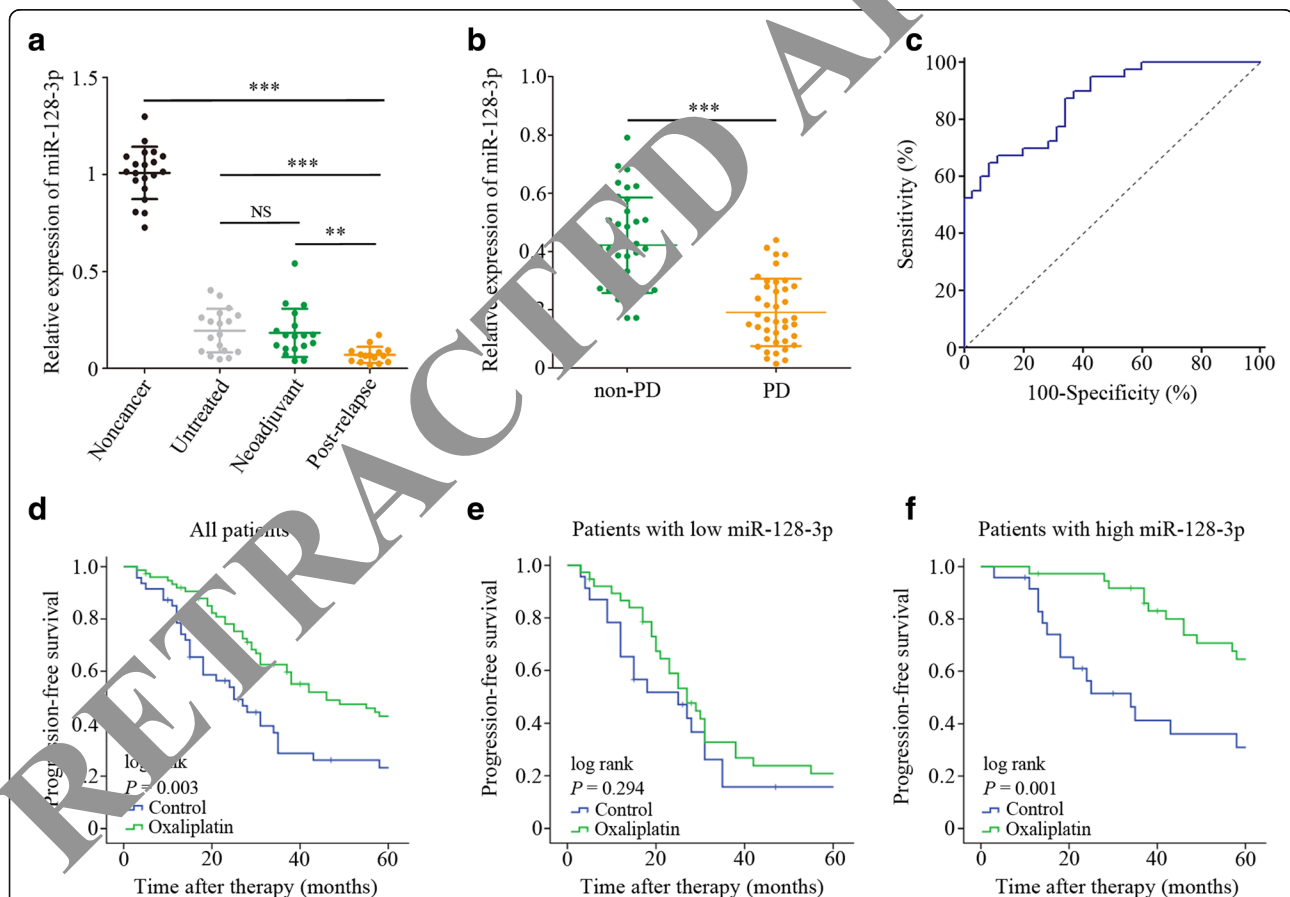 a
Relative expression of miR-128-3p
1.5
1
0.5
0
***
***
NS
**
Noncancer
Untreated
Neoadjuvant
Post-relapse
b
Relative expression of miR-128-3p
1.0
0.8
0.6
0.4
0
***
non-PD
PD
c
Sensitivity (%)
100
80
60
40
20
0
0 20 40 60 80 100
100-Specificity (%)
d
All patients
Progression-free survival
1.0
0.8
0.6
0.4
0.2
0
log rank
P = 0.003
Control
Oxaliplatin
0 20 40 60
Time after therapy (months)
e
Patients with low miR-128-3p
Progression-free survival
1.0
0.8
0.6
0.4
0.2
0
log rank
P = 0.294
Control
Oxaliplatin
0 20 40 60
Time after therapy (months)
f
Patients with high miR-128-3p
Progression-free survival
1.0
0.8
0.6
0.4
0.2
0
log rank
P = 0.001
Control
Oxaliplatin
0 20 40 60
Time after therapy (months)
RETRACTED